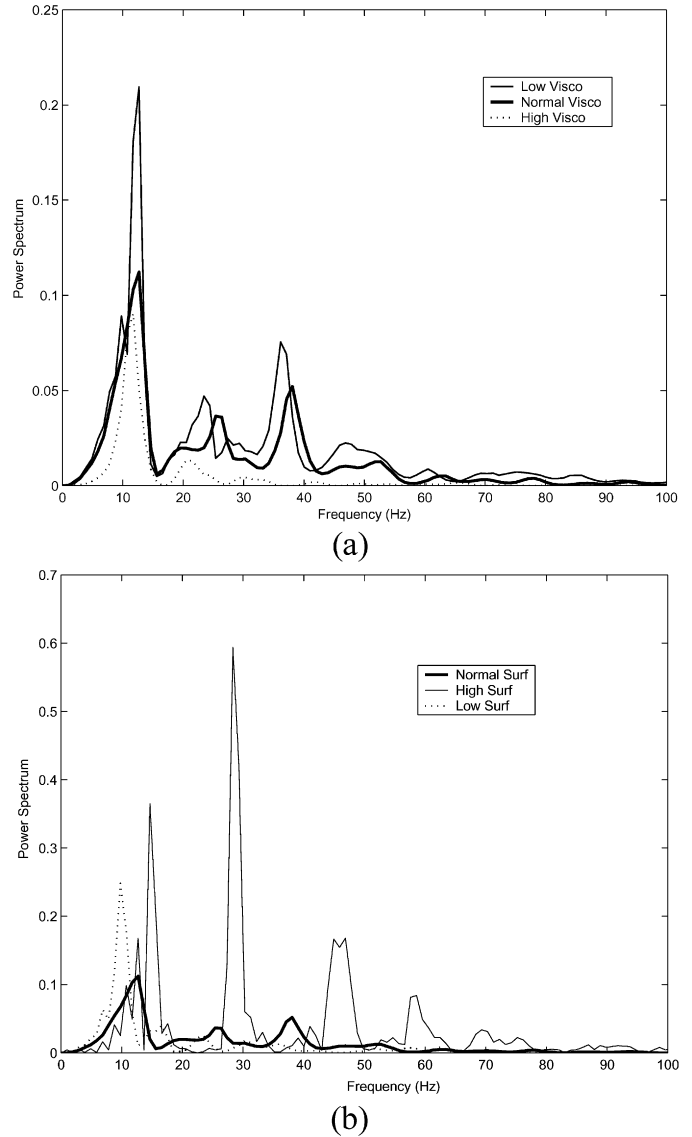 0.25
0.2
0.15
0.1
0.05
0
Power Spectrum
Low Visco
Normal Visco
High Visco
0 10 20 30 40 50 60 70 80 90 100
Frequency (Hz)
(a)
0.7
0.6
0.5
0.4
0.3
0.2
0.1
0
Power Spectrum
Normal Surf
High Surf
Low Surf
0 10 20 30 40 50 60 70 80 90 100
Frequency (Hz)
(b)